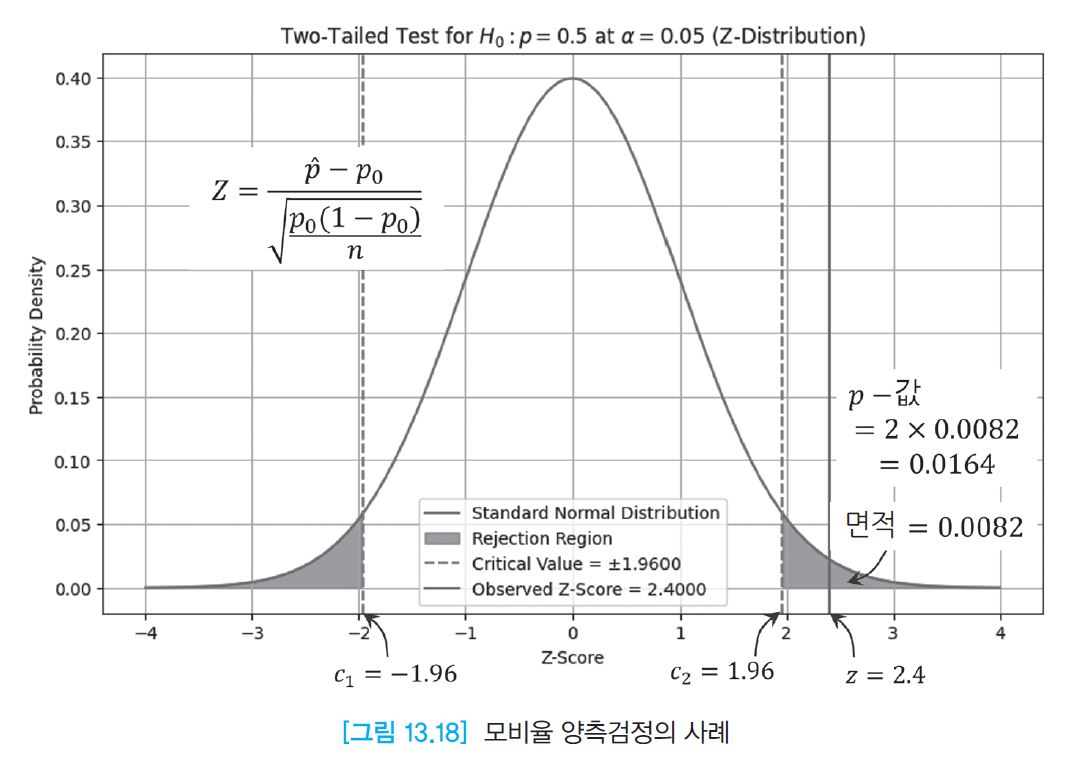 Two-Tailed Test for H₀ : p = 0.5 at α = 0.05 (Z-Distribution)
Probability Density
0.40
0.35
0.30
0.25
0.20
0.15
0.10
0.05
0.00
Z = (p̂ − p₀) / √(p₀(1 − p₀) / n)
p −값
= 2 × 0.0082
= 0.0164
면적 = 0.0082
Standard Normal Distribution
Rejection Region
Critical Value = ±1.9600
Observed Z-Score = 2.4000
−4 −3 −2 −1 0 1 2 3 4
Z-Score
c₁ = −1.96
c₂ = 1.96
z = 2.4
[그림 13.18] 모비율 양측검정의 사례